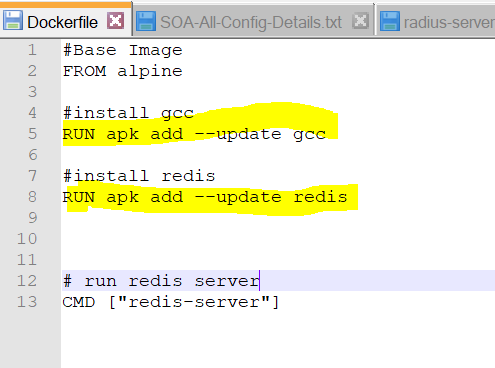 Dockerfile SOA-All-Config-Details.txt radius-server
1 #Base Image
2 FROM alpine
3
4 #install gcc
5 RUN apk add --update gcc
6
7 #install redis
8 RUN apk add --update redis
9
10
11
12 # run redis server
13 CMD ["redis-server"]